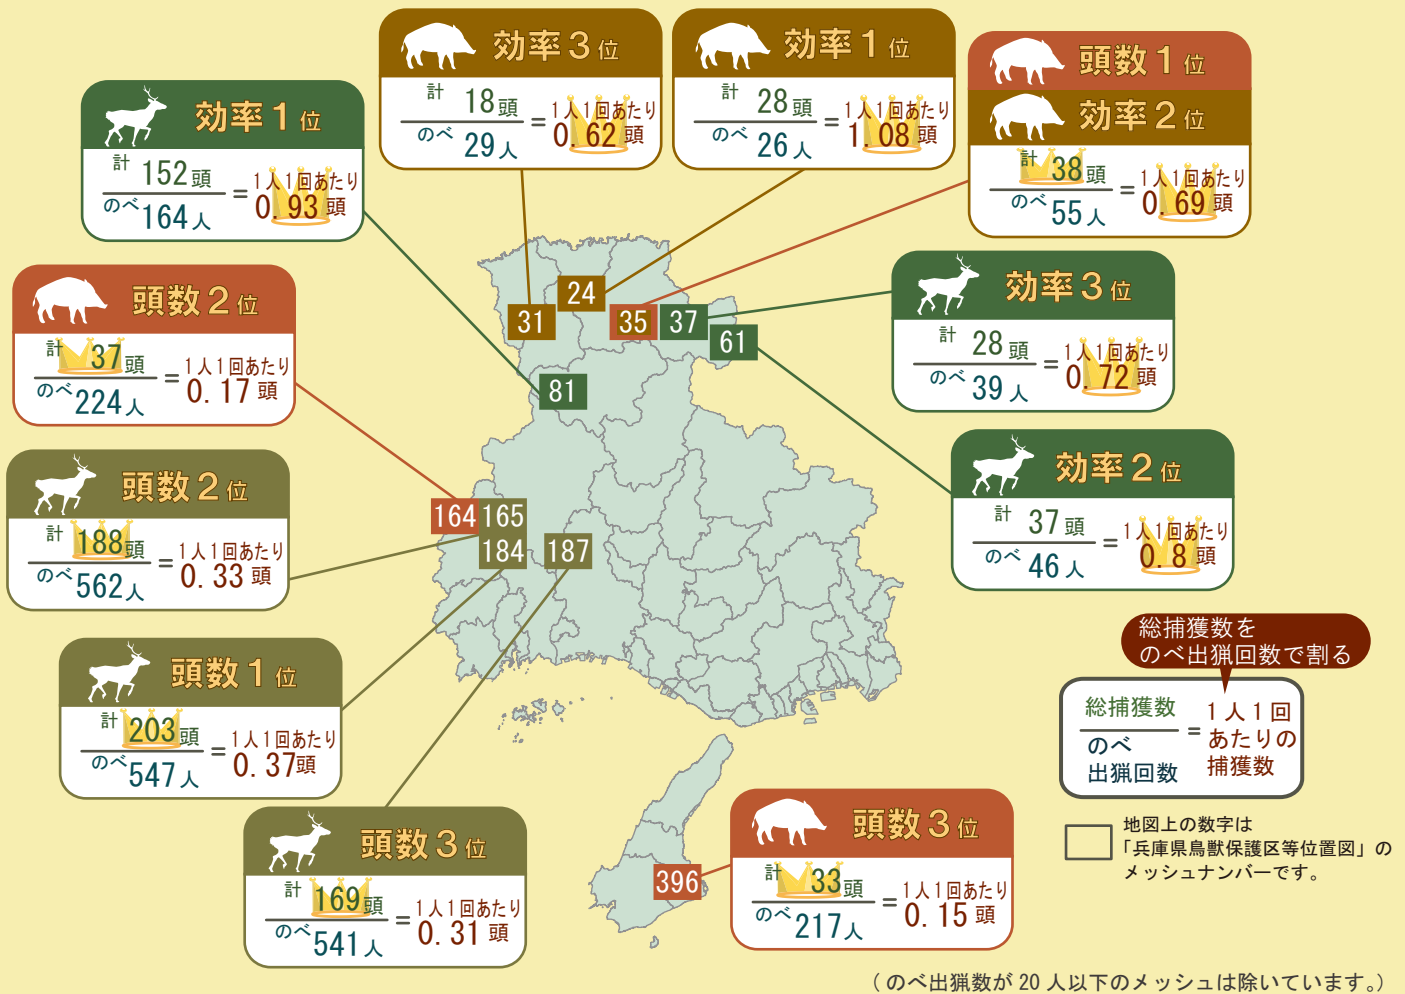 効率3位
計 18頭
のべ 29人
= 1人1回あたり
0.62頭
効率1位
計 28頭
のべ 26人
= 1人1回あたり
1.08頭
頭数1位
効率2位
計 38頭
のべ 55人
= 1人1回あたり
0.69頭
効率1位
計 152頭
のべ 164人
= 1人1回あたり
0.93頭
頭数2位
計 37頭
のべ 224人
= 1人1回あたり
0.17頭
効率3位
計 28頭
のべ 39人
= 1人1回あたり
0.72頭
24
31
35
37
61
81
頭数2位
計 188頭
のべ 562人
= 1人1回あたり
0.33頭
効率2位
計 37頭
のべ 46人
= 1人1回あたり
0.8頭
164
165
184
187
頭数1位
計 203頭
のべ 547人
= 1人1回あたり
0.37頭
総捕獲数を
のべ出猟回数で割る
総捕獲数
のべ
出猟回数
= 1人1回
あたりの
捕獲数
頭数3位
計 169頭
のべ 541人
= 1人1回あたり
0.31頭
396
頭数3位
計 33頭
のべ 217人
= 1人1回あたり
0.15頭
地図上の数字は
「兵庫県鳥獣保護区等位置図」の
メッシュナンバーです。
(のべ出猟数が20人以下のメッシュは除いています。)